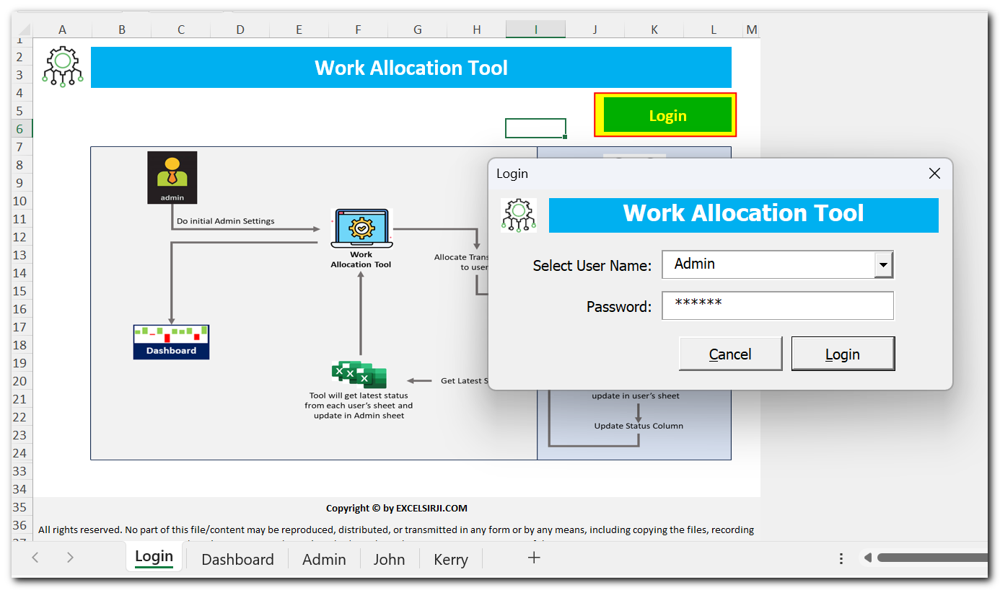 A B C D E F G H I J K L M
1
2
3
4
5
6
7
8
9
10
11
12
13
14
15
16
17
18
19
20
21
22
23
24
33
34
35
36
Work Allocation Tool
Login
admin
Do initial Admin Settings
Work
Allocation Tool
Allocate Trans
to user
Dashboard
Get Latest S
Tool will get latest status
from each user's sheet and
update in Admin sheet
Login
Work Allocation Tool
Select User Name: Admin
Password: ******
Cancel Login
update in user's sheet
Update Status Column
Copyright © by EXCELSIRJI.COM
All rights reserved. No part of this file/content may be reproduced, distributed, or transmitted in any form or by any means, including copying the files, recording
Login Dashboard Admin John Kerry